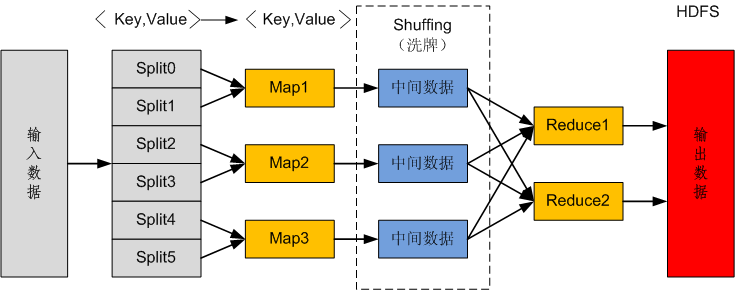 < Key,Value > → < Key,Value >
Shuffing
（洗牌）
HDFS
输入数据
Split0
Split1
Split2
Split3
Split4
Split5
Map1
Map2
Map3
中间数据
中间数据
中间数据
Reduce1
Reduce2
输出数据